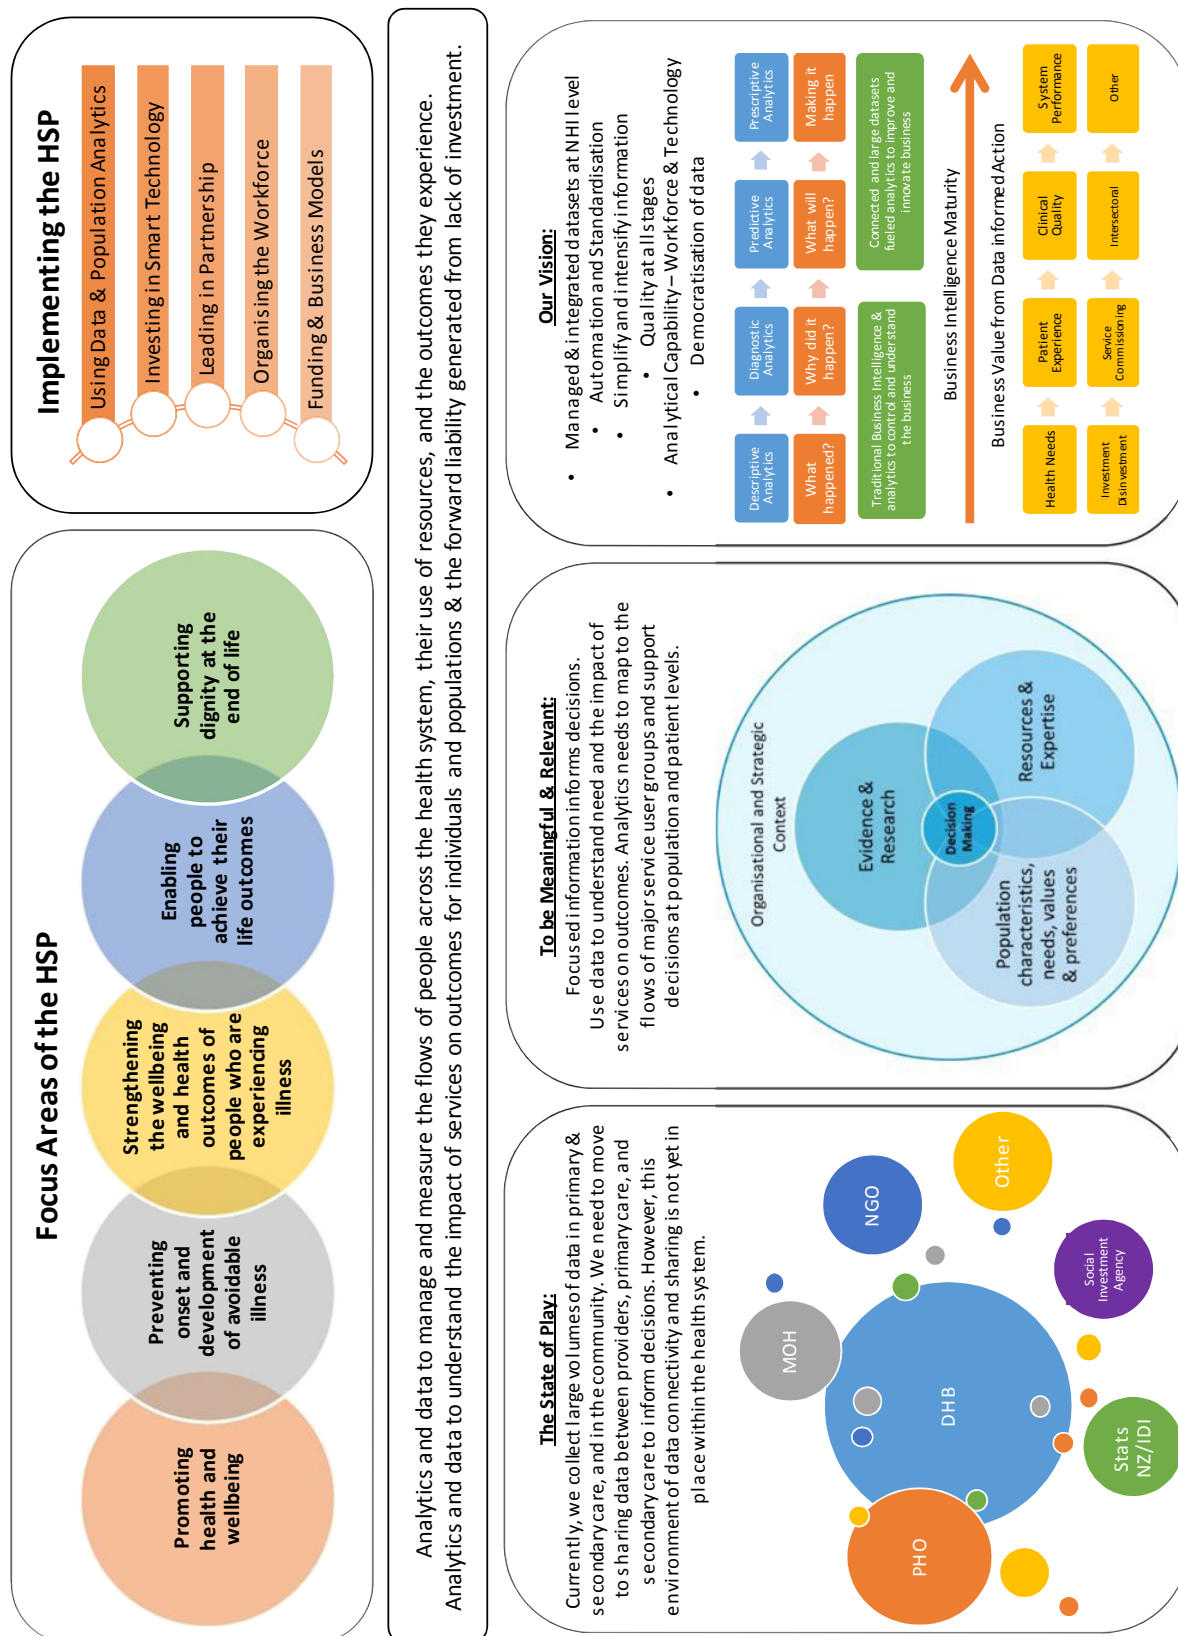 Focus Areas of the HSP
Promoting
health and
wellbeing
Preventing
onset and
development
of avoidable
illness
Strengthening
the wellbeing
and health
outcomes of
people who are
experiencing
illness
Enabling
people to
achieve their
life outcomes
Supporting
dignity at the
end of life
Implementing the HSP
Using Data & Population Analytics
Investing in Smart Technology
Leading in Partnership
Organising the Workforce
Funding & Business Models
Analytics and data to manage and measure the flows of people across the health system, their use of resources, and the outcomes they experience.
Analytics and data to understand the impact of services on outcomes for individuals and populations & the forward liability generated from lack of investment.
The State of Play:
Currently, we collect large volumes of data in primary &
secondary care, and in the community. We need to move
to sharing data between providers, primary care, and
secondary care to inform decisions. However, this
environment of data connectivity and sharing is not yet in
place within the health system.
MOH
NGO
Other
DHB
PHO
Social
Investment
Agency
Stats
NZ/IDI
To be Meaningful & Relevant:
Focused information informs decisions.
Use data to understand need and the impact of
services on outcomes. Analytics needs to map to the
flows of major service user groups and support
decisions at population and patient levels.
Organisational and Strategic
Context
Evidence &
Research
Decision
Making
Population
characteristics,
needs, values
& preferences
Resources &
Expertise
Our Vision:
• Managed & integrated datasets at NHI level
• Automation and Standardisation
• Simplify and intensify information
• Quality at all stages
• Analytical Capability – Workforce & Technology
• Democratisation of data
Descriptive
Analytics
Diagnostic
Analytics
Predictive
Analytics
Prescriptive
Analytics
What
happened?
Why did it
happen?
What will
happen?
Making it
happen
Traditional Business Intelligence &
analytics to control and understand
the business
Connected and large datasets
fueled analytics to improve and
innovate business
Business Intelligence Maturity
Business Value from Data informed Action
Health Needs
Patient
Experience
Clinical
Quality
System
Performance
Investment
Disinvestment
Service
Commissioning
Intersectoral
Other